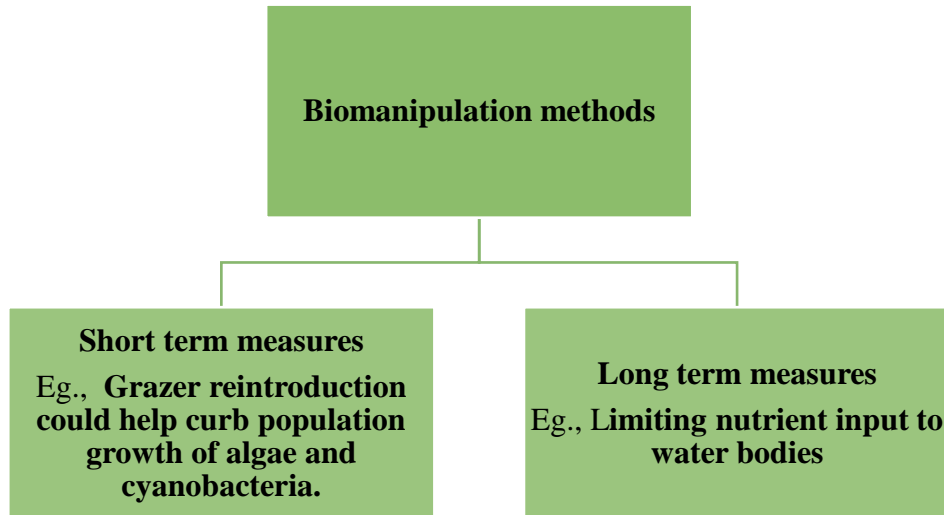 Biomanipulation methods
Short term measures
Eg., Grazer reintroduction
could help curb population
growth of algae and
cyanobacteria.
Long term measures
Eg., Limiting nutrient input to
water bodies